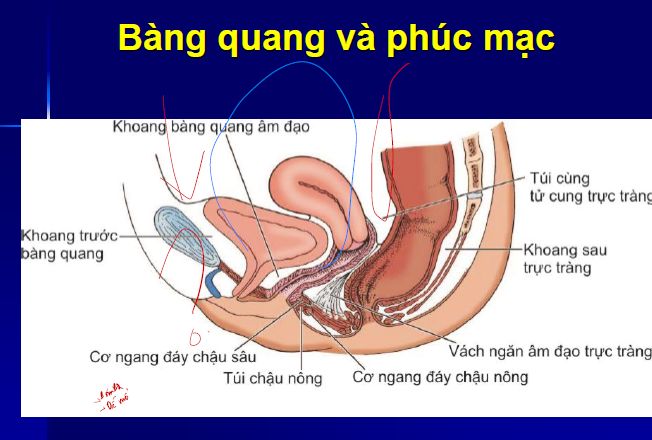 Bàng quang và phúc mạc
Khoang bàng quang âm đạo
Túi cùng
tử cung trực tràng
Khoang trước
bàng quang
Khoang sau
trực tràng
Cơ ngang đáy chậu sâu
Vách ngăn âm đạo trực tràng
Túi chậu nông
Cơ ngang đáy chậu nông